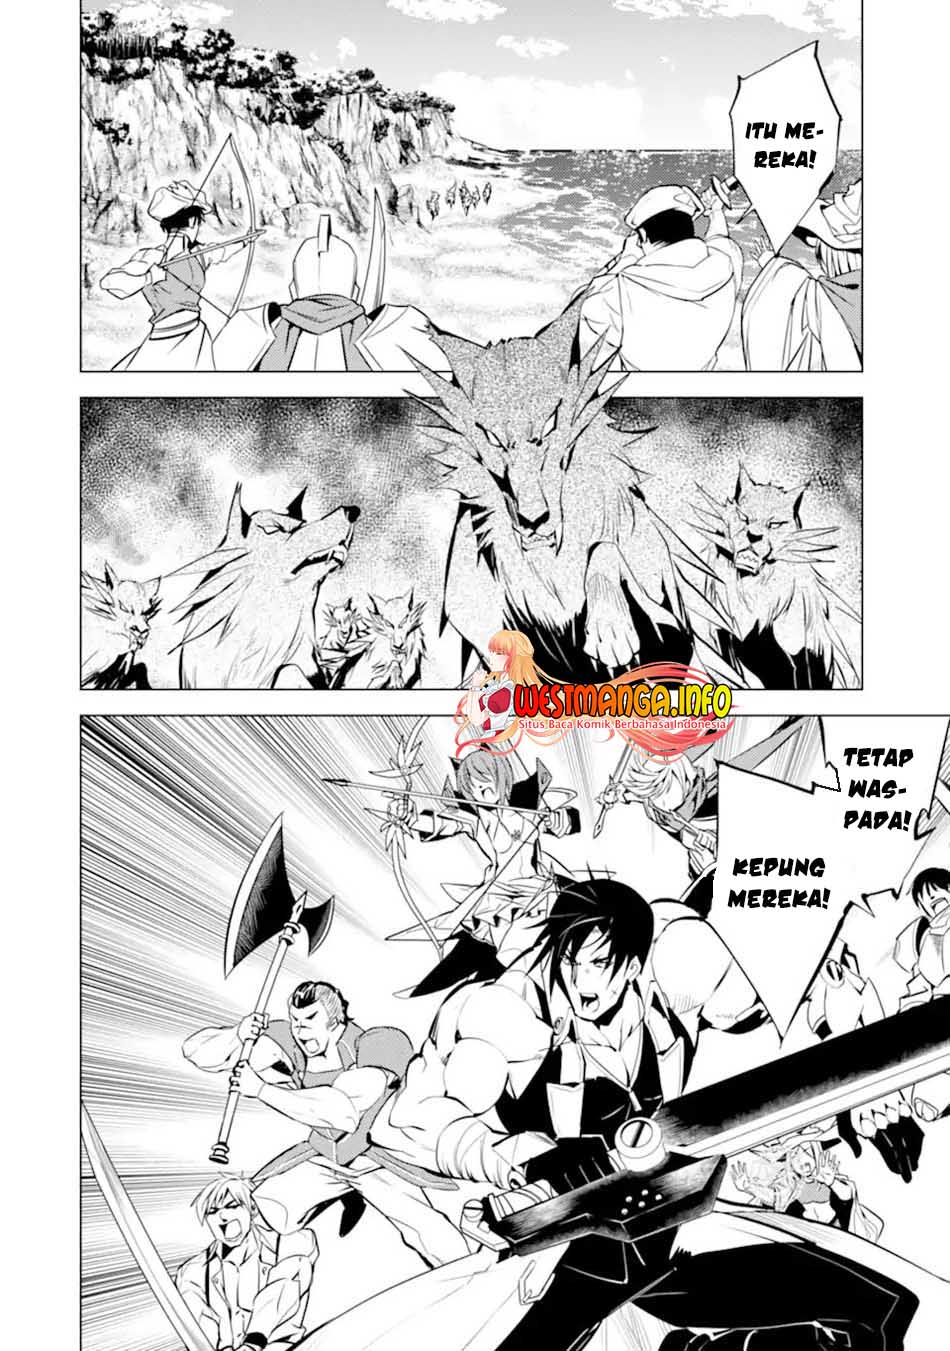 ITU ME-
REKA!
WESTMANGA.INFO
Situs Baca Komik Berbahasa Indonesia
TETAP
WAS-
PADA!
KEPUNG
MEREKA!